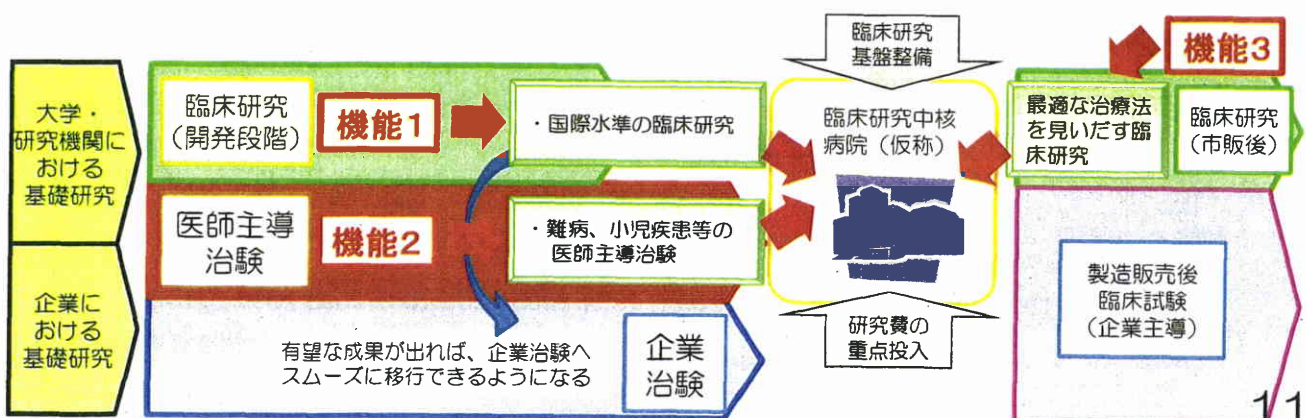 大学・
研究機関に
おける
基礎研究
企業に
おける
基礎研究
臨床研究
（開発段階）
機能1
・国際水準の臨床研究
医師主導
治験
機能2
・難病、小児疾患等の
医師主導治験
有望な成果が出れば、企業治験へ
スムーズに移行できるようになる
企業
治験
臨床研究
基盤整備
臨床研究中核
病院（仮称）
研究費の
重点投入
機能3
最適な治療法
を見いだす臨
床研究
臨床研究
（市販後）
製造販売後
臨床試験
（企業主導）
11